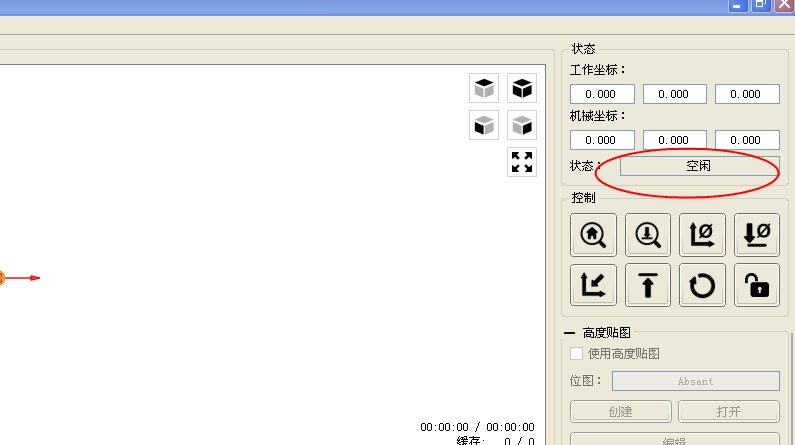 状态
工作坐标：
0.000 0.000 0.000
机械坐标：
0.000 0.000 0.000
状态： 空闲
控制
高度贴图
使用高度贴图
位图： Absent
创建 打开
编辑
00:00:00 / 00:00:00
缓存: 0 / 0